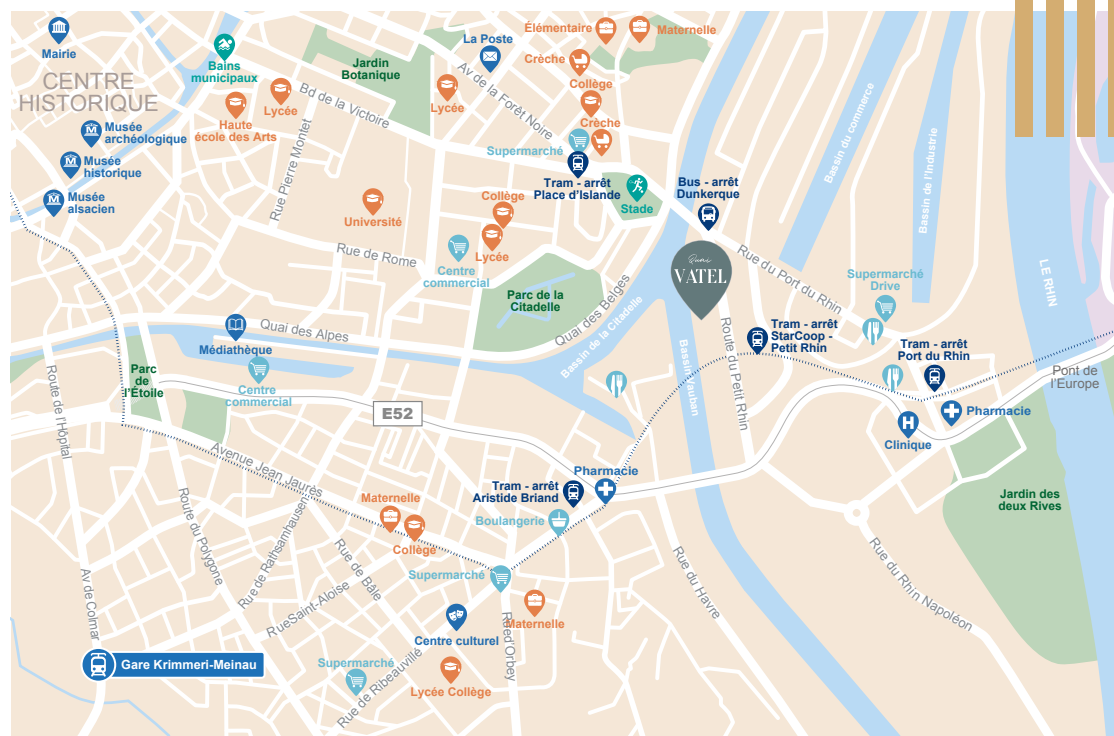 Élémentaire
Maternelle
Mairie
La Poste
Crèche
Bains
municipaux
Jardin
Botanique
CENTRE
HISTORIQUE
Av de la Forêt Noire
Collège
Lycée
Bd de la Victoire
Lycée
Haute
école des Arts
Crèche
Musée
archéologique
Supermarché
Musée
historique
Rue Pierre Montet
Tram - arrêt
Place d'Islande
Bus - arrêt
Dunkerque
Bassin du commerce
Bassin de l'Industrie
Musée
alsacien
Université
Collège
Stade
Lycée
Rue de Rome
Centre
commercial
Quai
VATEL
Rue du Port du Rhin
Supermarché
Drive
LE RHIN
Parc de la
Citadelle
Quai des Belges
Bassin de la Citadelle
Quai des Alpes
Médiathèque
Route du Petit Rhin
Tram - arrêt
StarCoop -
Petit Rhin
Tram - arrêt
Port du Rhin
Bassin Vauban
Pont de
l'Europe
Parc
de
l'Étoile
Centre
commercial
Route de l'Hôpital
E52
Pharmacie
Clinique
Avenue Jean Jaurès
Pharmacie
Tram - arrêt
Aristide Briand
Jardin des
deux Rives
Maternelle
Boulangerie
Route du Polygone
Rue de Rathsamhausen
Collège
Rue de Bâle
Supermarché
Rue du Havre
Rue du Rhin Napoléon
Av de Colmar
RueSaint-Aloise
Maternelle
Rued'Orbey
Centre culturel
Gare Krimmeri-Meinau
Supermarché
Rue de Ribeauvillé
Lycée Collège